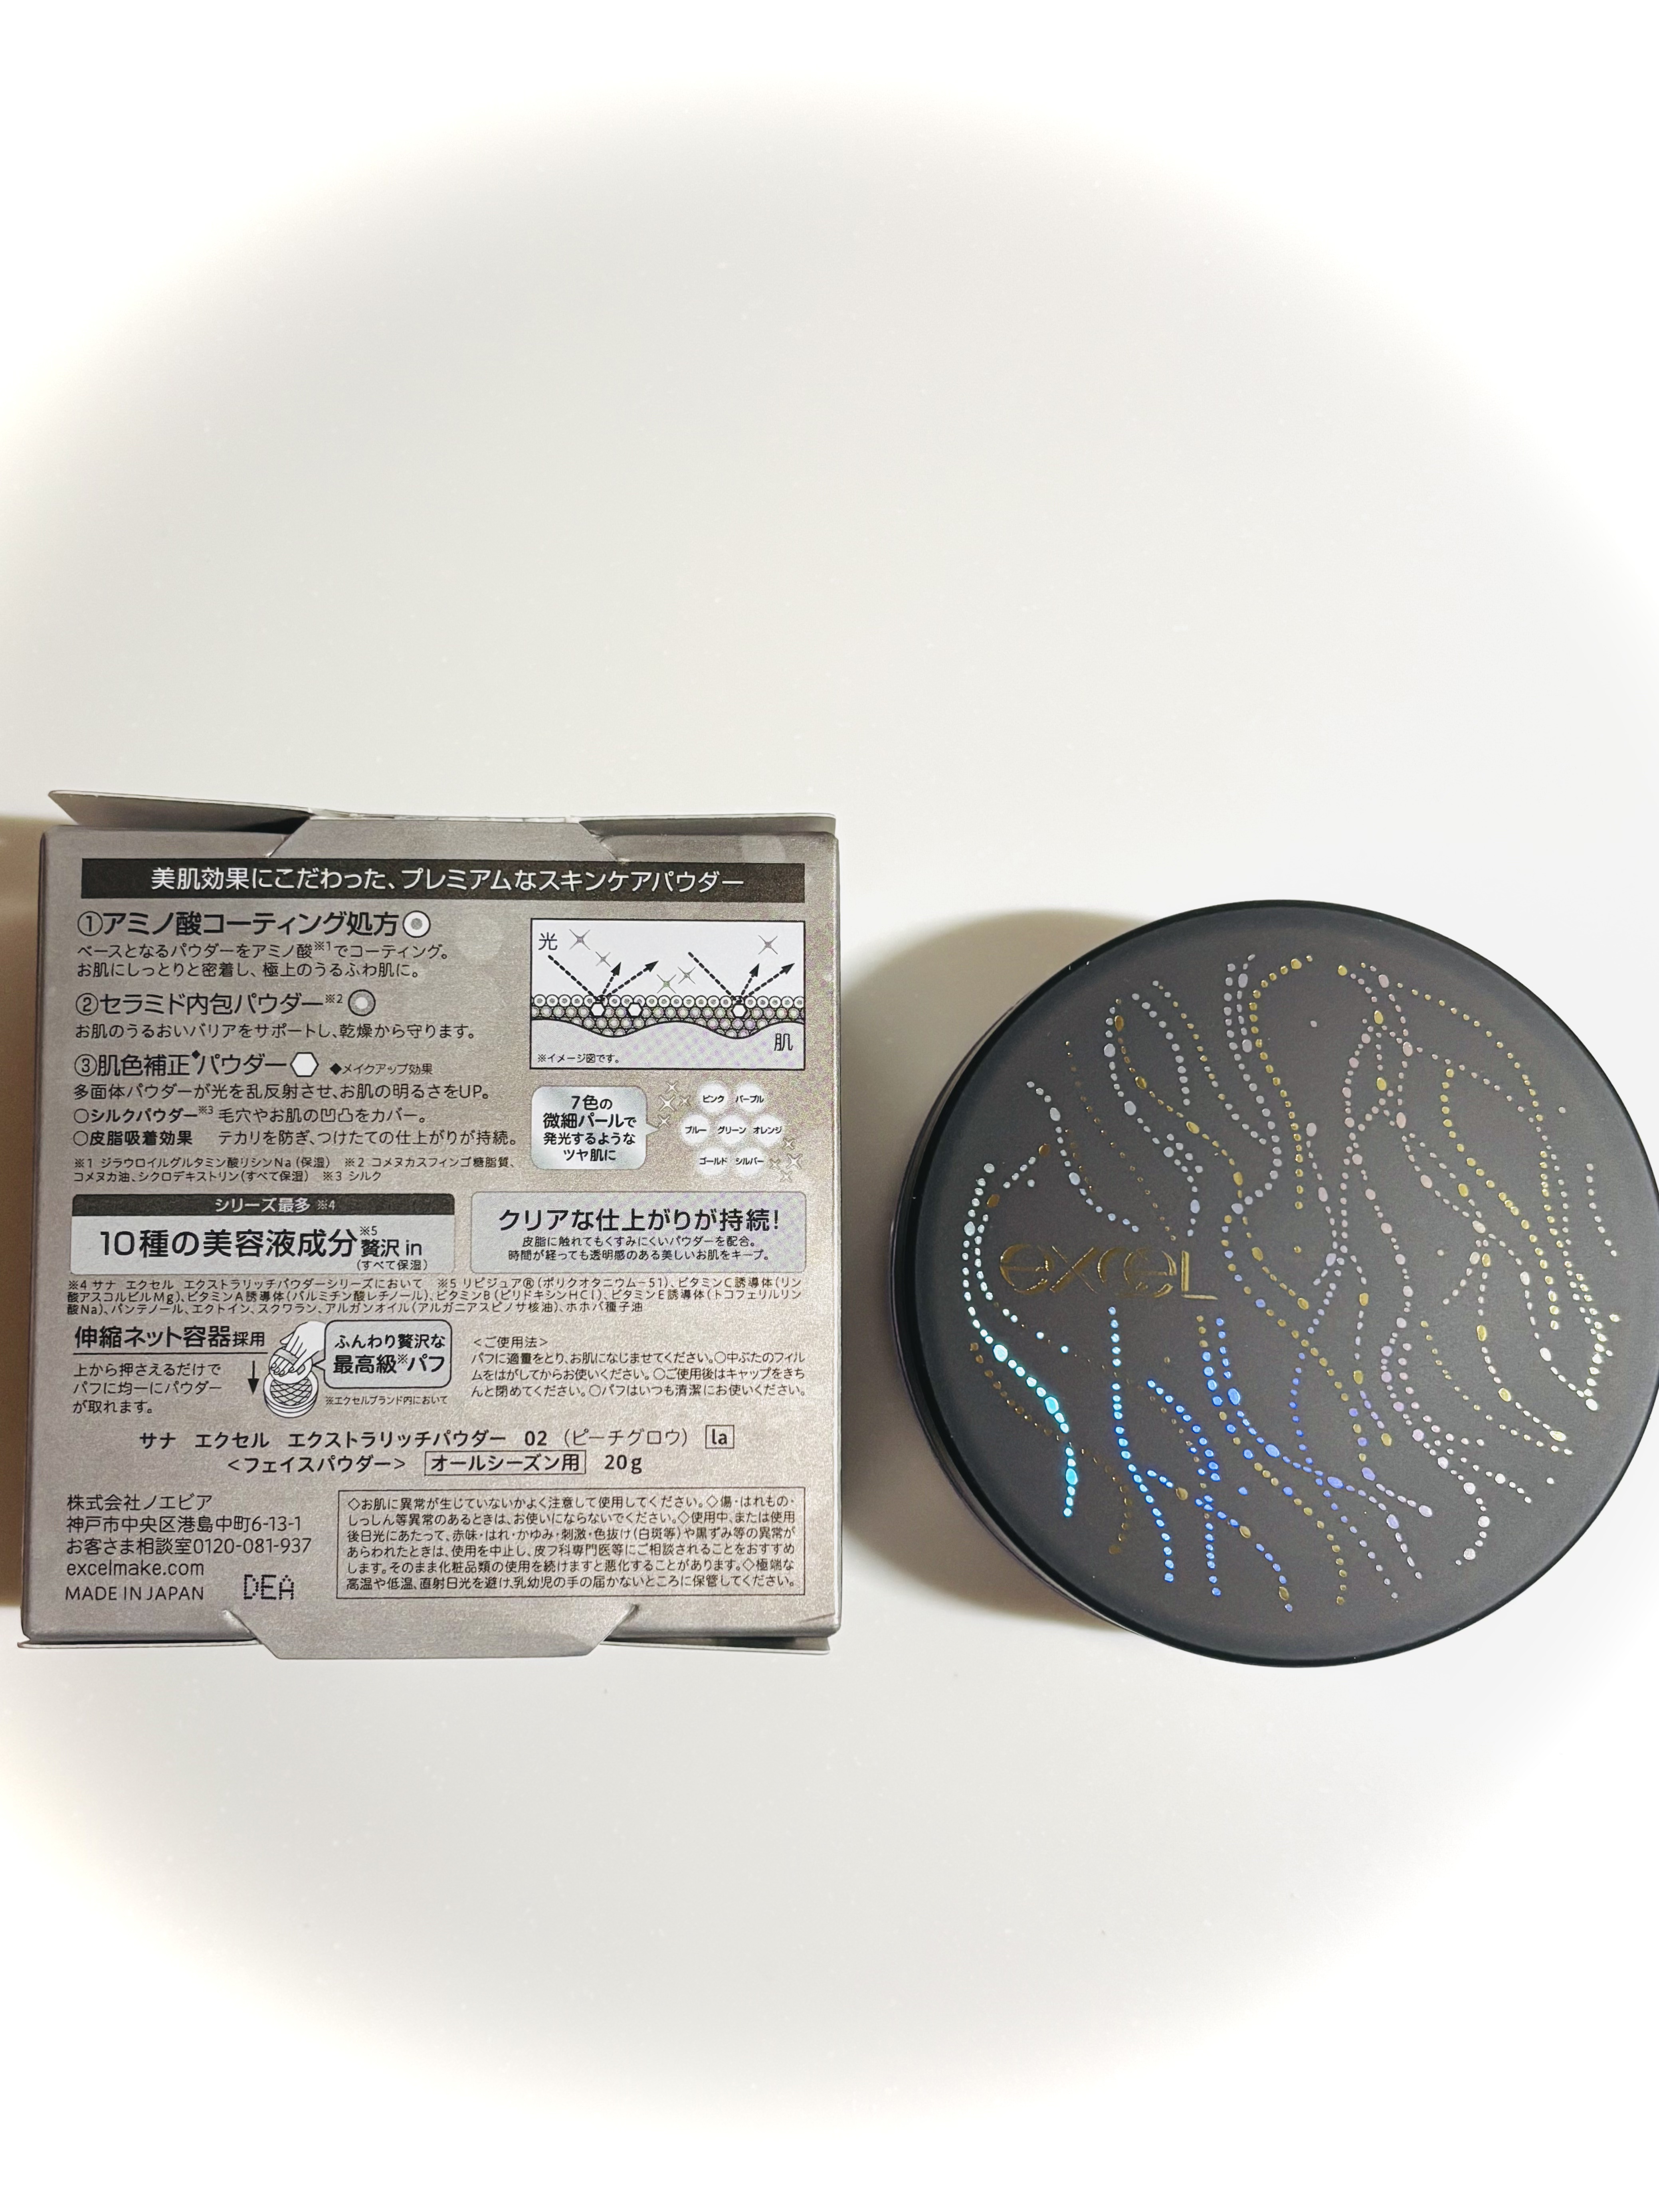 美肌効果にこだわった、プレミアムなスキンケアパウダー
①アミノ酸コーティング処方
ベースとなるパウダーをアミノ酸※1でコーティング。
お肌にしっとりと密着し、極上のうるふわ肌に。
②セラミド内包パウダー※2
お肌のうるおいバリアをサポートし、乾燥から守ります。
③肌色補正◆パウダー ◆メイクアップ効果
多面体パウダーが光を乱反射させ、お肌の明るさをUP。
○シルクパウダー※3 毛穴やお肌の凹凸をカバー。
○皮脂吸着効果 テカリを防ぎ、つけたての仕上がりが持続。
※1 ジラウロイルグルタミン酸リシンNa(保湿) ※2 コメヌカスフィンゴ糖脂質、
コメヌカ油、シクロデキストリン(すべて保湿) ※3 シルク
光
肌
※イメージ図です。
7色の
微細パールで
発光するような
ツヤ肌に
ピンク パープル
ブルー グリーン オレンジ
ゴールド シルバー
シリーズ最多 ※4
10種の美容液成分※5贅沢 in
(すべて保湿)
クリアな仕上がりが持続!
皮脂に触れてもくすみにくいパウダーを配合。
時間が経っても透明感のある美しいお肌をキープ。
※4 サナ エクセル エクストラリッチパウダーシリーズにおいて ※5 リピジュア®(ポリクオタニウム-51)、ビタミンC誘導体(リン
酸アスコルビルMg)、ビタミンA誘導体(パルミチン酸レチノール)、ビタミンB(ピリドキシンHCl)、ビタミンE誘導体(トコフェリルリン
酸Na)、パンテノール、エクトイン、スクワラン、アルガンオイル(アルガニアスピノサ核油)、ホホバ種子油
伸縮ネット容器採用
上から押さえるだけで
パフに均一にパウダー
が取れます。
ふんわり贅沢な
最高級※パフ
※エクセルブランド内において
<ご使用法>
パフに適量をとり、お肌になじませてください。○中ぶたのフィル
ムをはがしてからお使いください。○ご使用後はキャップをきち
んと閉めてください。○パフはいつも清潔にお使いください。
サナ エクセル エクストラリッチパウダー 02 (ピーチグロウ) la
<フェイスパウダー> オールシーズン用 20g
株式会社ノエビア
神戸市中央区港島中町6-13-1
お客さま相談室0120-081-937
excelmake.com
MADE IN JAPAN DEA
◇お肌に異常が生じていないかよく注意して使用してください。◇傷・はれもの・
しっしん等異常のあるときは、お使いにならないでください。◇使用中、または使用
後日光にあたって、赤味・はれ・かゆみ・刺激・色抜け(白斑等)や黒ずみ等の異常が
あらわれたときは、使用を中止し、皮フ科専門医等にご相談されることをおすすめ
します。そのまま化粧品類の使用を続けますと悪化することがあります。◇極端な
高温や低温、直射日光を避け、乳幼児の手の届かないところに保管してください。
excel